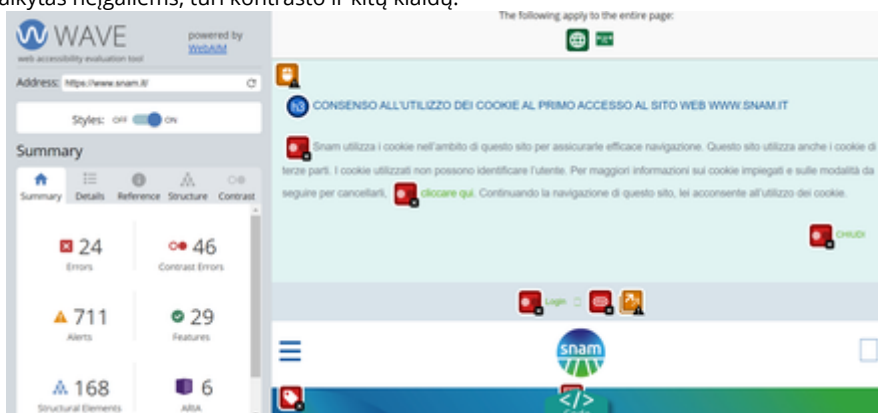 aikytas neįgaliems, turi kontrasto ir kitų klaidų.
WAVE
web accessibility evaluation tool
powered by
WebAIM
Address: https://www.snam.it/
Styles: OFF ON
Summary
Summary Details Reference Structure Contrast
24
Errors
46
Contrast Errors
711
Alerts
29
Features
168
Structural Elements
6
ARIA
The following apply to the entire page:
h3 CONSENSO ALL'UTILIZZO DEI COOKIE AL PRIMO ACCESSO AL SITO WEB WWW.SNAM.IT
Snam utilizza i cookie nell'ambito di questo sito per assicurarle efficace navigazione. Questo sito utilizza anche i cookie di
terze parti. I cookie utilizzati non possono identificare l'utente. Per maggiori informazioni sui cookie impiegati e sulle modalità da
seguire per cancellarli, cliccare qui. Continuando la navigazione di questo sito, lei acconsente all'utilizzo dei cookie.
CHIUDI
Login
snam
</>
Code